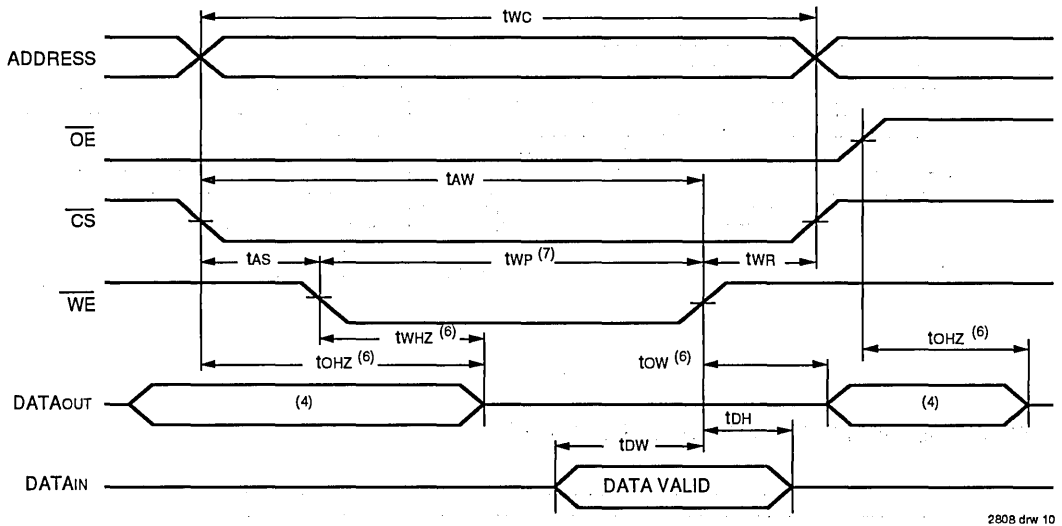 tWC
ADDRESS
OE
tAW
CS
tAS
tWP (7)
tWR
WE
tWHZ (6)
tOHZ (6)
tOW (6)
tOHZ (6)
DATAOUT
(4)
(4)
tDH
tDW
DATAIN
DATA VALID
2808 drw 10